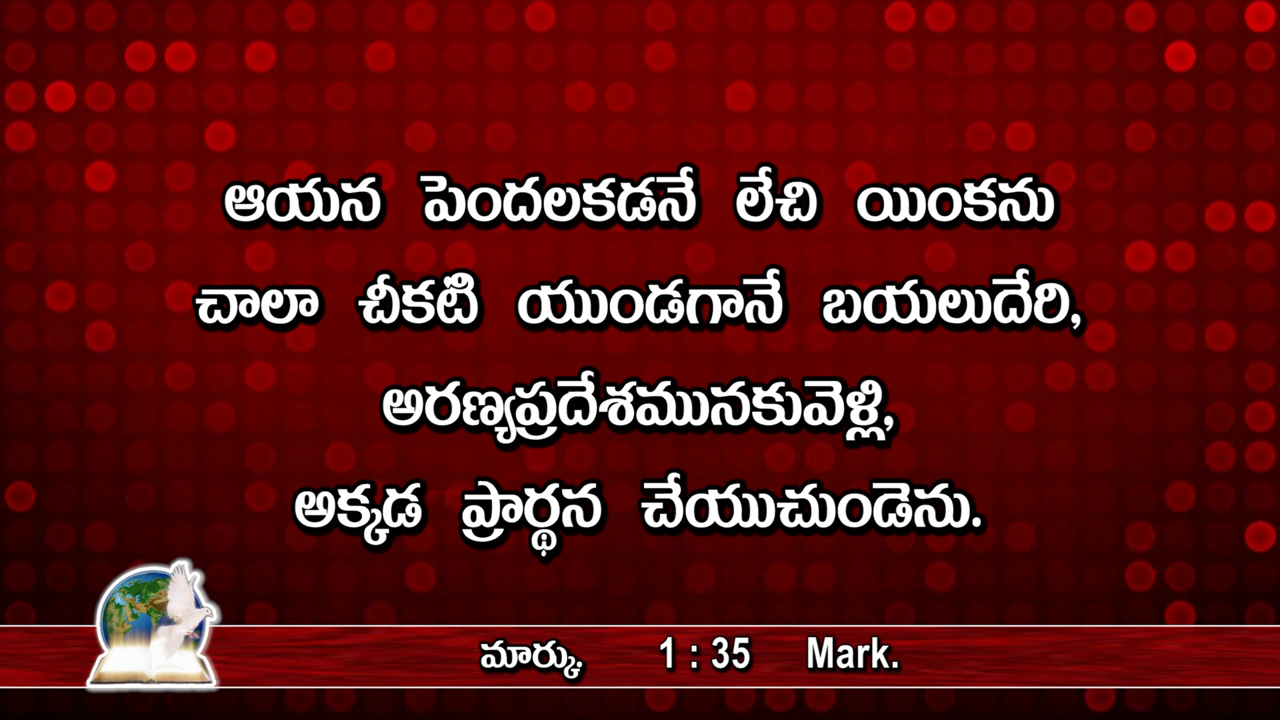 ఆయన పెందలకడనే లేచి యింకను
చాలా చీకటి యుండగానే బయలుదేరి,
అరణ్యప్రదేశమునకువెళ్లి,
అక్కడ ప్రార్థన చేయుచుండెను.
మార్కు. 1 : 35 Mark.